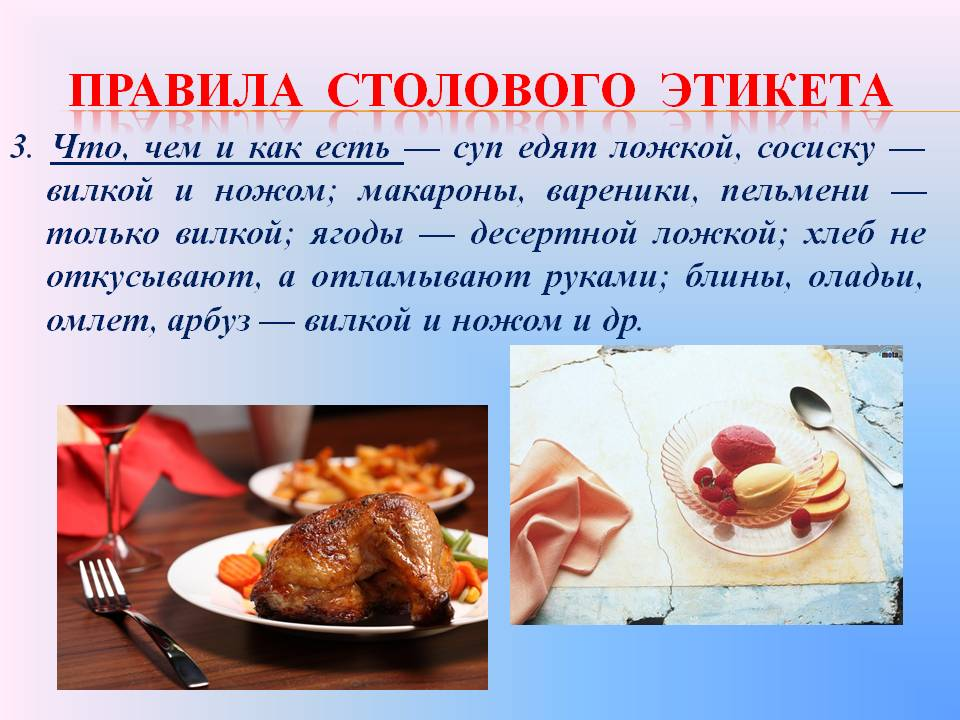 ПРАВИЛА СТОЛОВОГО ЭТИКЕТА
3. Что, чем и как есть — суп едят ложкой, сосиску —
вилкой и ножом; макароны, вареники, пельмени —
только вилкой; ягоды — десертной ложкой; хлеб не
откусывают, а отламывают руками; блины, оладьи,
омлет, арбуз — вилкой и ножом и др.